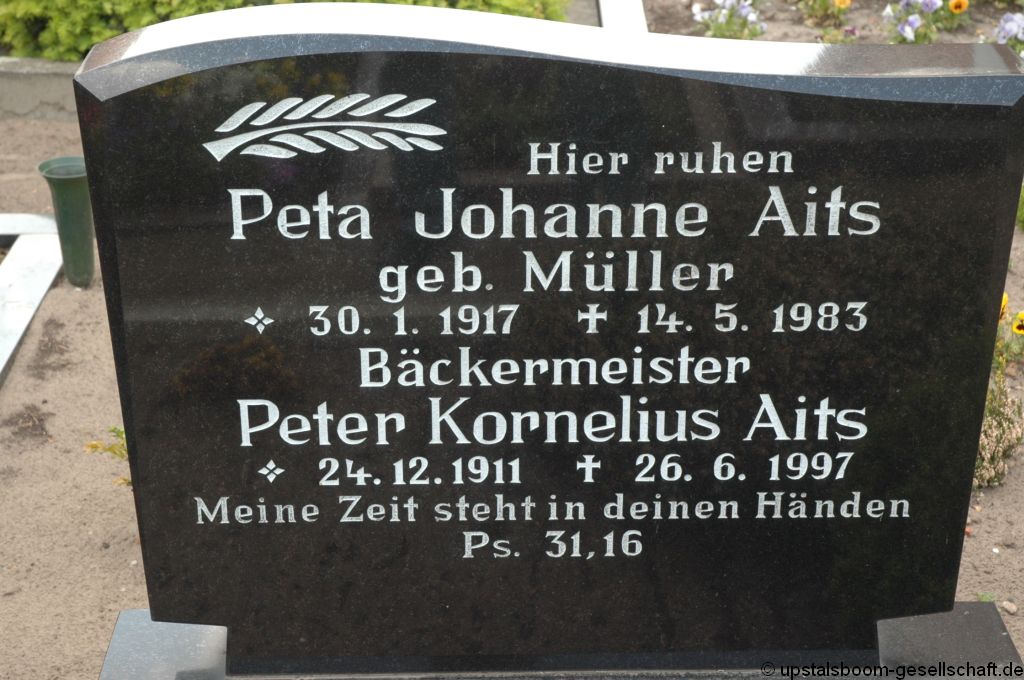 Hier ruhen
Peta Johanne Aits
geb. Müller
30. 1. 1917 ✝ 14. 5. 1983
Bäckermeister
Peter Kornelius Aits
24. 12. 1911 ✝ 26. 6. 1997
Meine Zeit steht in deinen Händen
Ps. 31,16
© upstalsboom-gesellschaft.de